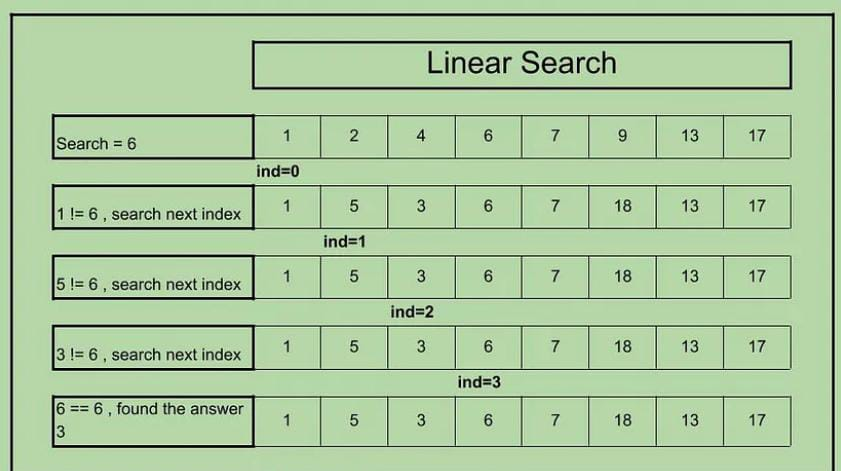 Linear Search
Search = 6 1 2 4 6 7 9 13 17
ind=0
1 != 6 , search next index 1 5 3 6 7 18 13 17
ind=1
5 != 6 , search next index 1 5 3 6 7 18 13 17
ind=2
3 != 6 , search next index 1 5 3 6 7 18 13 17
ind=3
6 == 6 , found the answer
3 1 5 3 6 7 18 13 17